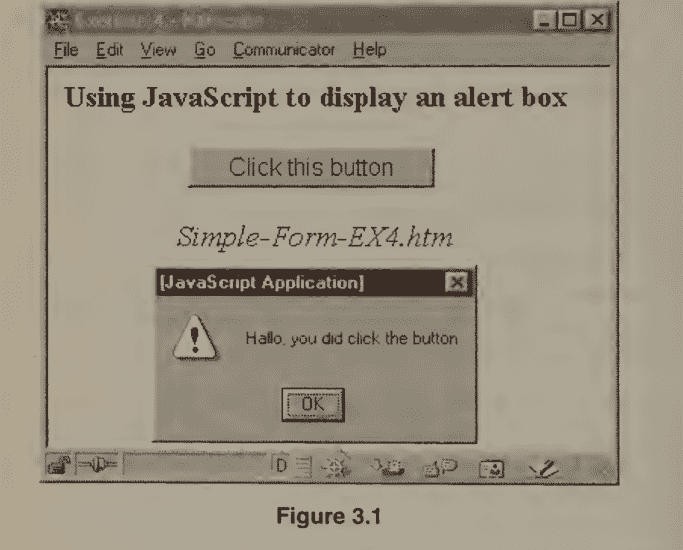 File Edit View Go Communicator Help
Using JavaScript to display an alert box
Click this button
Simple-Form-EX4.htm
[JavaScript Application]
Hallo, you did click the button
OK
Figure 3.1